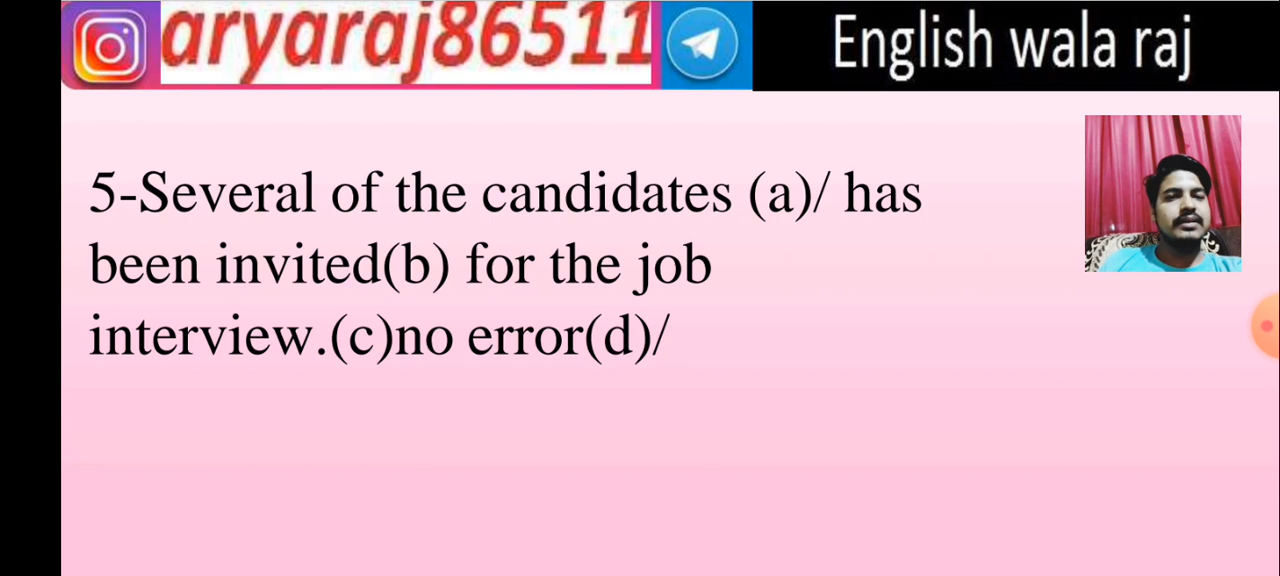 aryaraj86511 English wala raj
5-Several of the candidates (a)/ has
been invited(b) for the job
interview.(c)no error(d)/